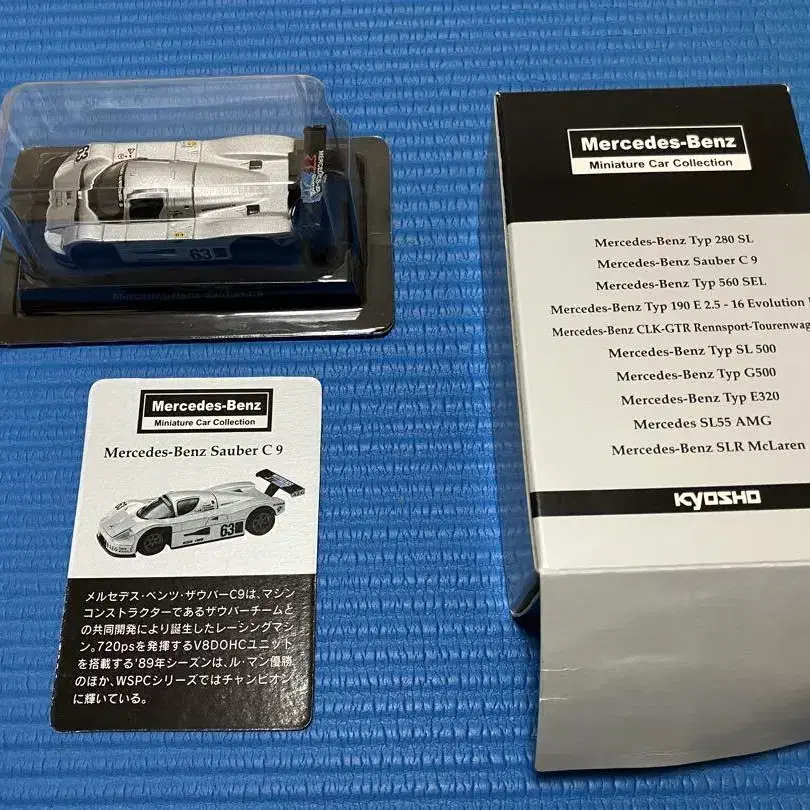 63
63
Mercedes-Benz Sauber C 9
Mercedes-Benz
Miniature Car Collection
Mercedes-Benz Typ 280 SL
Mercedes-Benz Sauber C 9
Mercedes-Benz Typ 560 SEL
Mercedes-Benz Typ 190 E 2.5 - 16 Evolution
Mercedes-Benz CLK-GTR Rennsport-Tourenwag
Mercedes-Benz Typ SL 500
Mercedes-Benz Typ G500
Mercedes-Benz Typ E320
Mercedes SL55 AMG
Mercedes-Benz SLR McLaren
KYOSHO
Mercedes-Benz
Miniature Car Collection
Mercedes-Benz Sauber C 9
63
メルセデス・ベンツ・ザウバーC9は、マシン
コンストラクターであるザウバーチームと
の共同開発により誕生したレーシングマシ
ン。720psを発揮するV8DOHCユニット
を搭載する'89年シーズンは、ル・マン優勝
のほか、WSPCシリーズではチャンピオン
に輝いている。